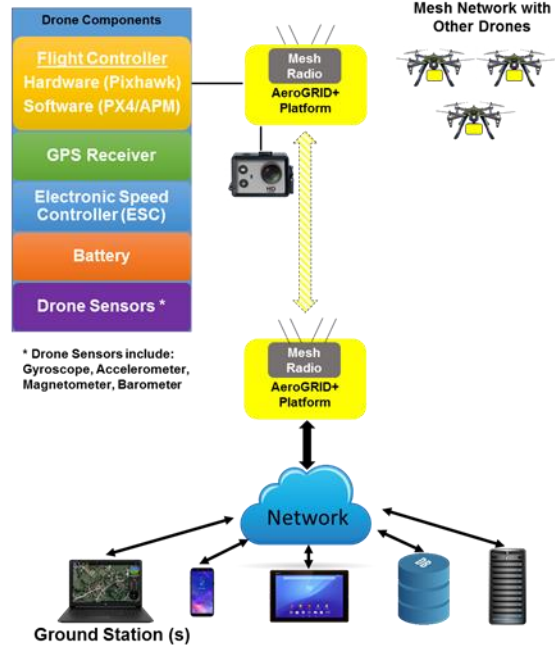 Drone Components
Flight Controller
Hardware (Pixhawk)
Software (PX4/APM)
GPS Receiver
Electronic Speed
Controller (ESC)
Battery
Drone Sensors *
* Drone Sensors include:
Gyroscope, Accelerometer,
Magnetometer, Barometer
Mesh
Radio
AeroGRID+
Platform
HD
Mesh Network with
Other Drones
Mesh
Radio
AeroGRID+
Platform
Network
Ground Station (s)